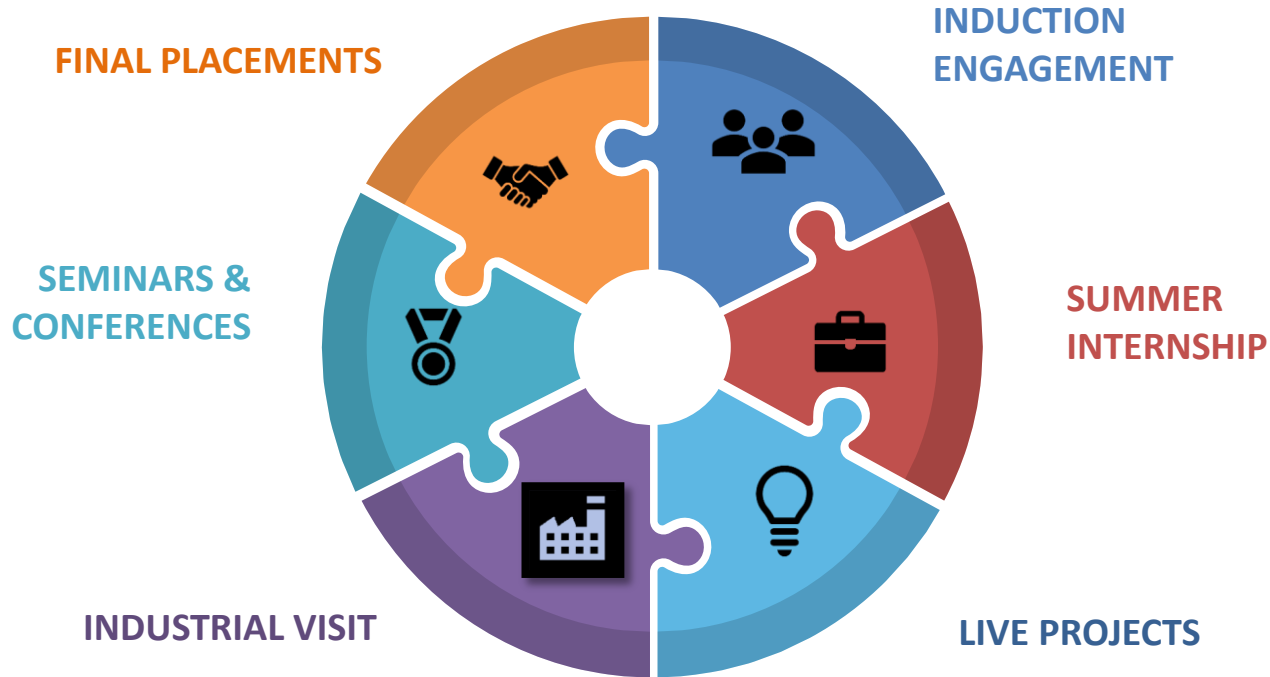 INDUCTION
ENGAGEMENT
SUMMER
INTERNSHIP
LIVE PROJECTS
INDUSTRIAL VISIT
SEMINARS &
CONFERENCES
FINAL PLACEMENTS